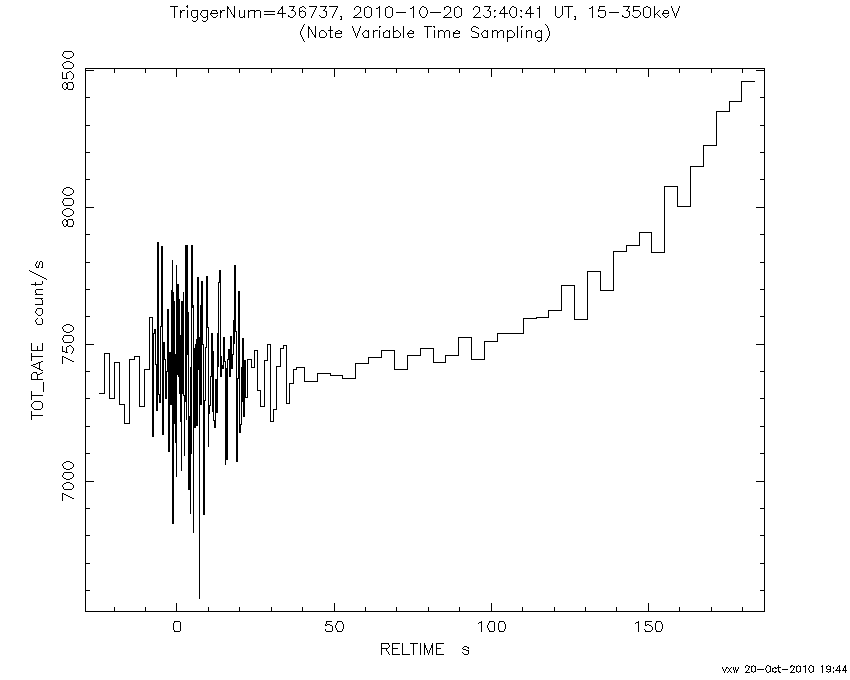 TriggerNum=436737, 2010-10-20 23:40:41 UT, 15-350keV
(Note Variable Time Sampling)
8500
8000
7500
7000
TOT_RATE count/s
0 50 100 150
RELTIME s
vxw 20-Oct-2010 19:44